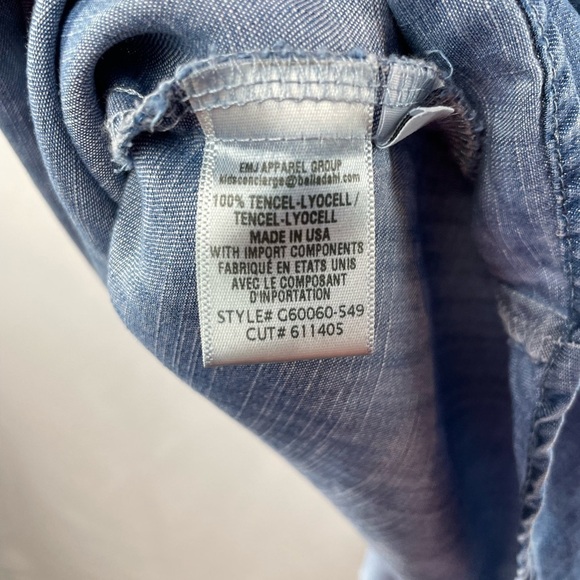 EMJ APPAREL GROUP
kidsconcierge@belladahl.com
100% TENCEL-LYOCELL /
TENCEL-LYOCELL
MADE IN USA
WITH IMPORT COMPONENTS
FABRIQUÉ EN ETATS UNIS
AVEC LE COMPOSANT
D'INPORTATION
STYLE# G60060-549
CUT# 611405